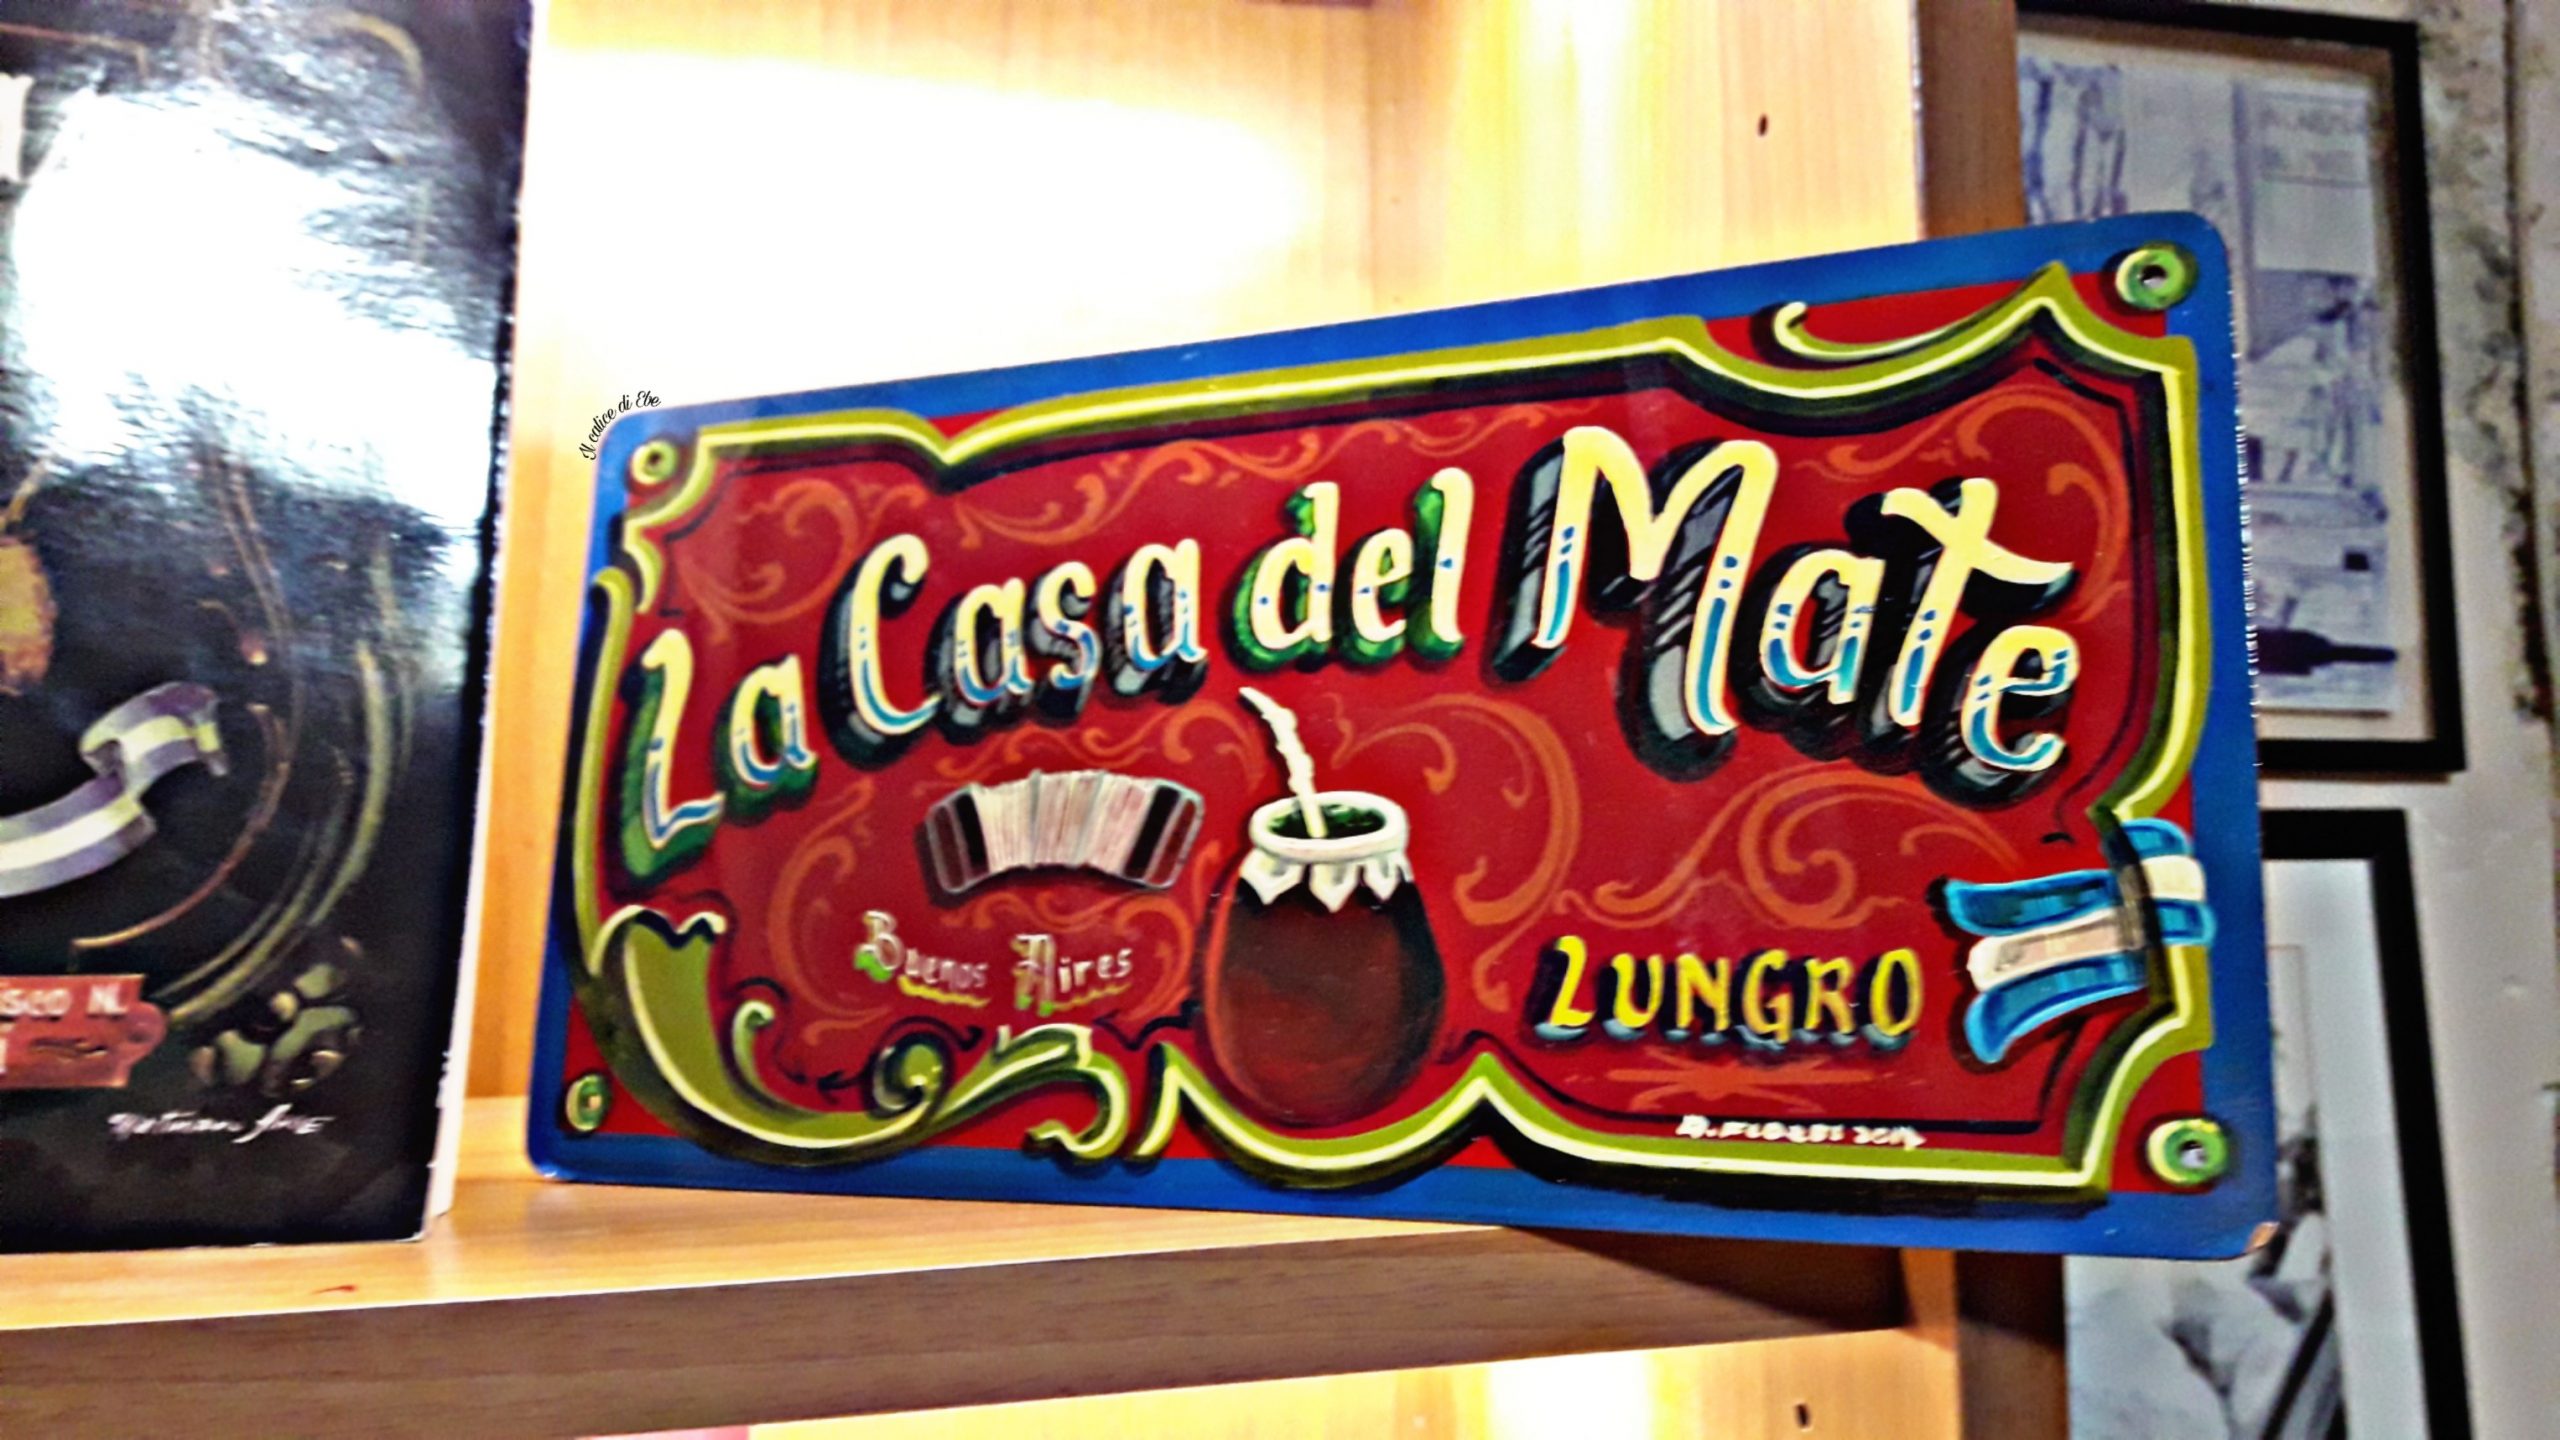 Il calice di Ebe
La Casa del Mate
Buenos Aires
LUNGRO